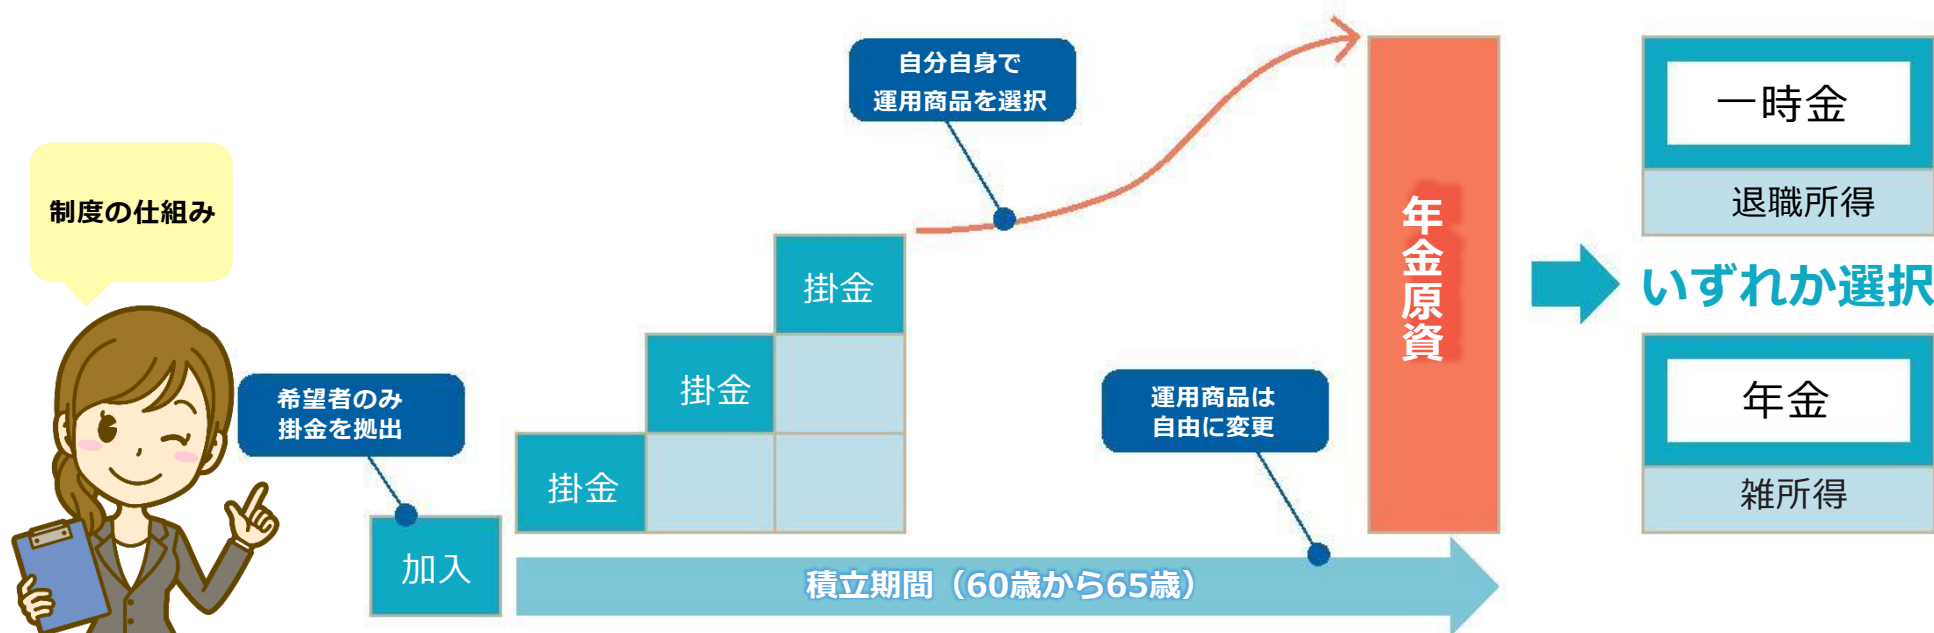 制度の仕組み
希望者のみ
掛金を拠出
加入
掛金
掛金
掛金
自分自身で
運用商品を選択
運用商品は
自由に変更
積立期間（60歳から65歳）
年金原資
一時金
退職所得
いずれか選択
年金
雑所得